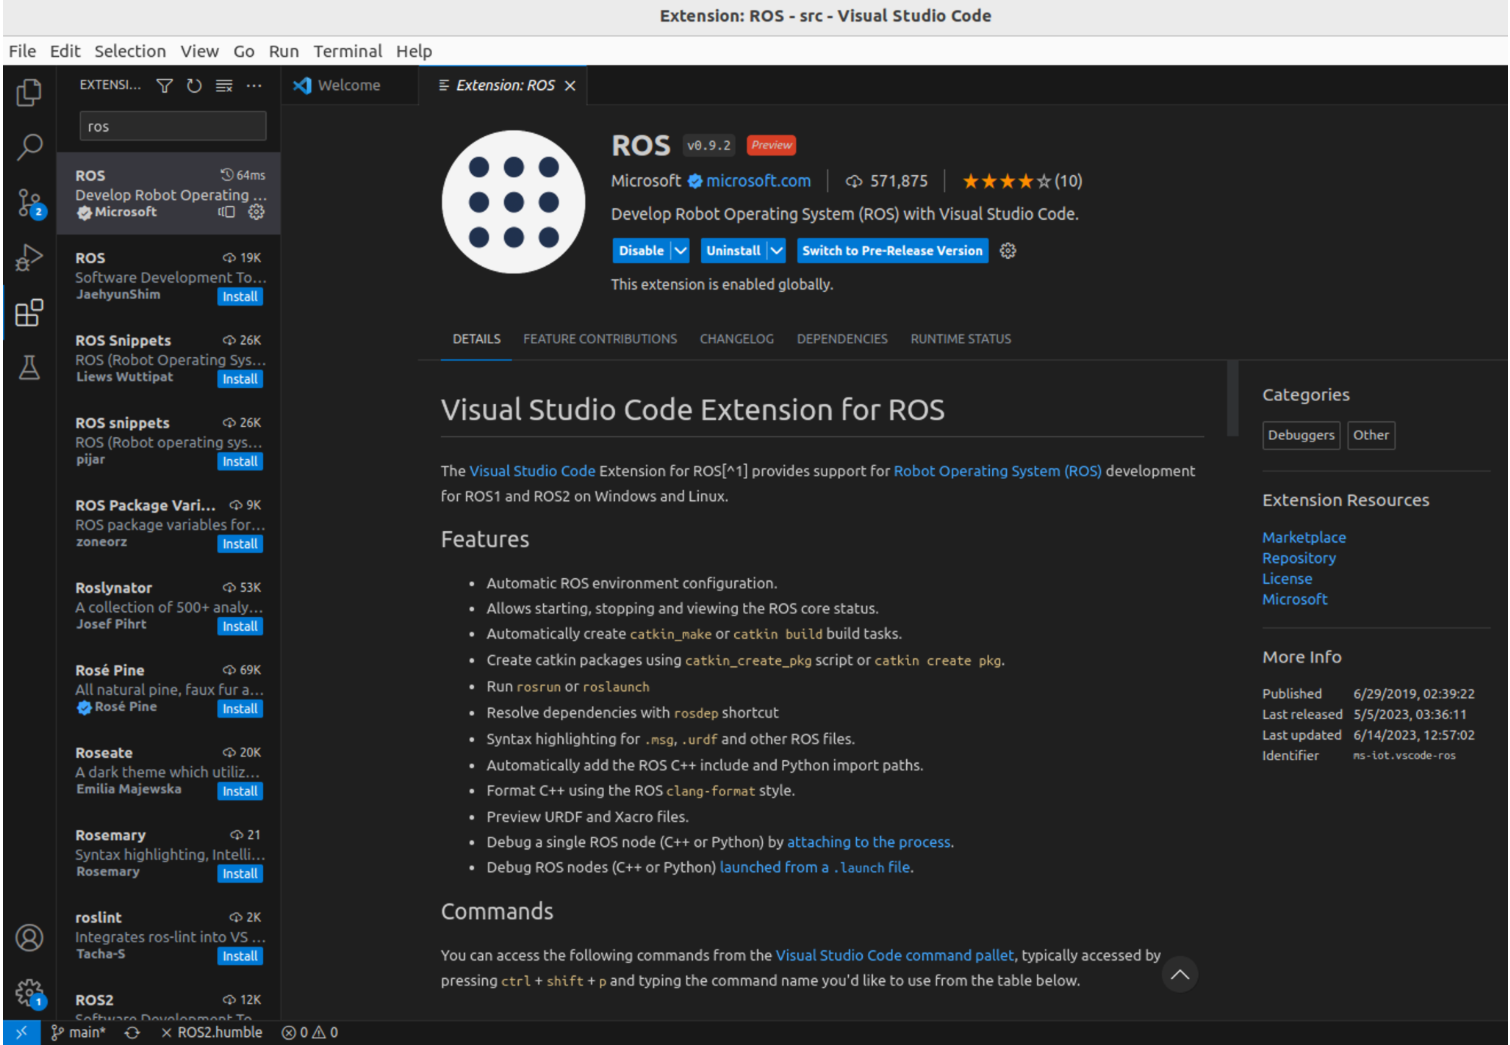 Extension: ROS - src - Visual Studio Code
File Edit Selection View Go Run Terminal Help
EXTENSI...
Welcome
Extension: ROS
ros
ROS 64ms
Develop Robot Operating ...
Microsoft
ROS 19K
Software Development To...
JaehyunShim Install
ROS Snippets 26K
ROS (Robot Operating Sys...
Liews Wuttipat Install
ROS snippets 26K
ROS (Robot operating sys...
pijar Install
ROS Package Vari... 9K
ROS package variables for...
zoneorz Install
Roslynator 53K
A collection of 500+ analy...
Josef Pihrt Install
Rosé Pine 69K
All natural pine, faux fur a...
Rosé Pine Install
Roseate 20K
A dark theme which utiliz...
Emilia Majewska Install
Rosemary 21
Syntax highlighting, Intelli...
Rosemary Install
roslint 2K
Integrates ros-lint into VS ...
Tacha-S Install
ROS2 12K
Software Development To...
2
1
ROS v0.9.2 Preview
Microsoft microsoft.com 571,875 (10)
Develop Robot Operating System (ROS) with Visual Studio Code.
Disable Uninstall Switch to Pre-Release Version
This extension is enabled globally.
DETAILS FEATURE CONTRIBUTIONS CHANGELOG DEPENDENCIES RUNTIME STATUS
Visual Studio Code Extension for ROS
The Visual Studio Code Extension for ROS[^1] provides support for Robot Operating System (ROS) development
for ROS1 and ROS2 on Windows and Linux.
Features
• Automatic ROS environment configuration.
• Allows starting, stopping and viewing the ROS core status.
• Automatically create catkin_make or catkin build build tasks.
• Create catkin packages using catkin_create_pkg script or catkin create pkg.
• Run rosrun or roslaunch
• Resolve dependencies with rosdep shortcut
• Syntax highlighting for .msg, .urdf and other ROS files.
• Automatically add the ROS C++ include and Python import paths.
• Format C++ using the ROS clang-format style.
• Preview URDF and Xacro files.
• Debug a single ROS node (C++ or Python) by attaching to the process.
• Debug ROS nodes (C++ or Python) launched from a .launch file.
Commands
You can access the following commands from the Visual Studio Code command pallet, typically accessed by
pressing ctrl + shift + p and typing the command name you'd like to use from the table below.
Categories
Debuggers Other
Extension Resources
Marketplace
Repository
License
Microsoft
More Info
Published 6/29/2019, 02:39:22
Last released 5/5/2023, 03:36:11
Last updated 6/14/2023, 12:57:02
Identifier ms-iot.vscode-ros
main* ROS2.humble 0 0